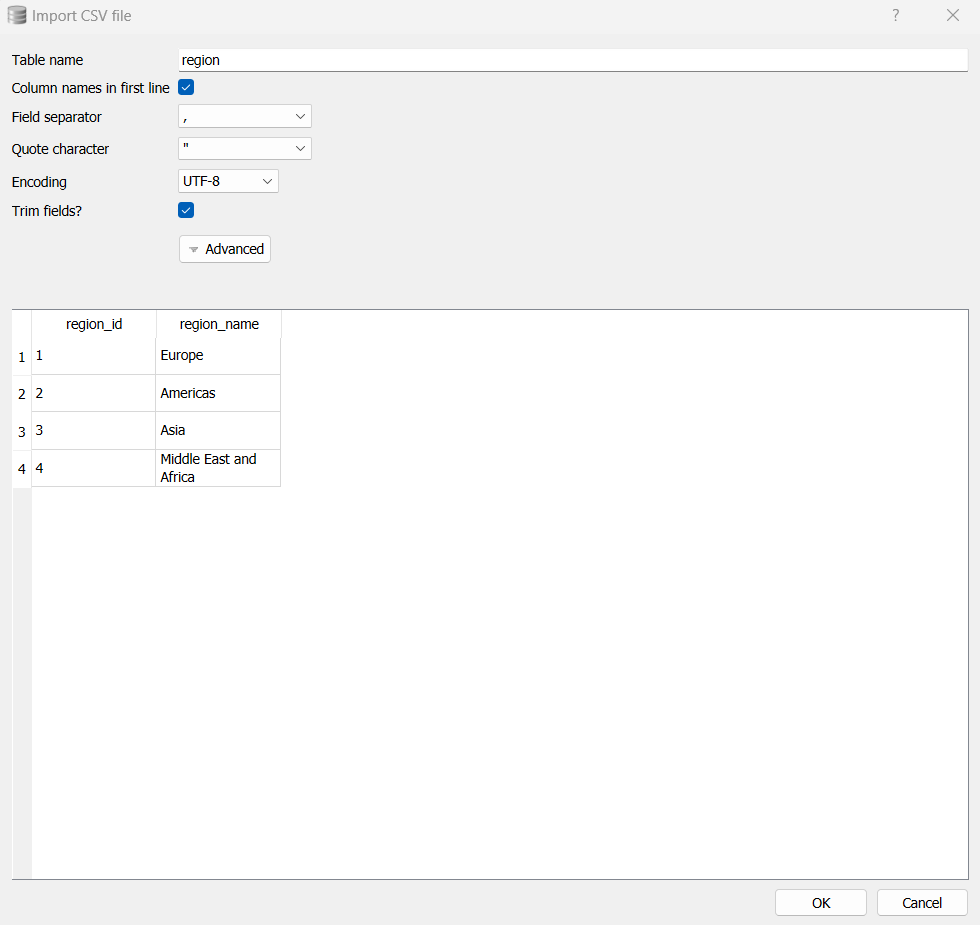 Import CSV file ?
Table name region
Column names in first line
Field separator ,
Quote character "
Encoding UTF-8
Trim fields?
Advanced
region_id region_name
1 1 Europe
2 2 Americas
3 3 Asia
4 4 Middle East and
Africa
OK Cancel